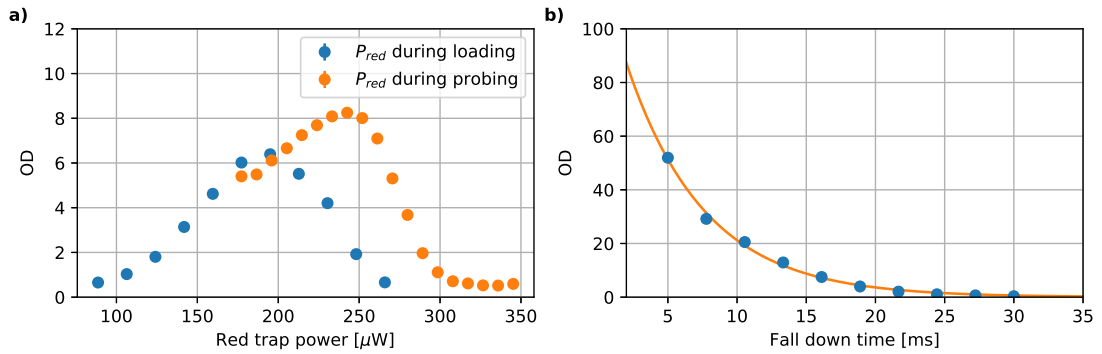 a)
12
10
8
6
4
2
0
OD
100 150 200 250 300 350
Red trap power [μW]
P_red during loading
P_red during probing
b)
100
80
60
40
20
0
OD
5 10 15 20 25 30 35
Fall down time [ms]